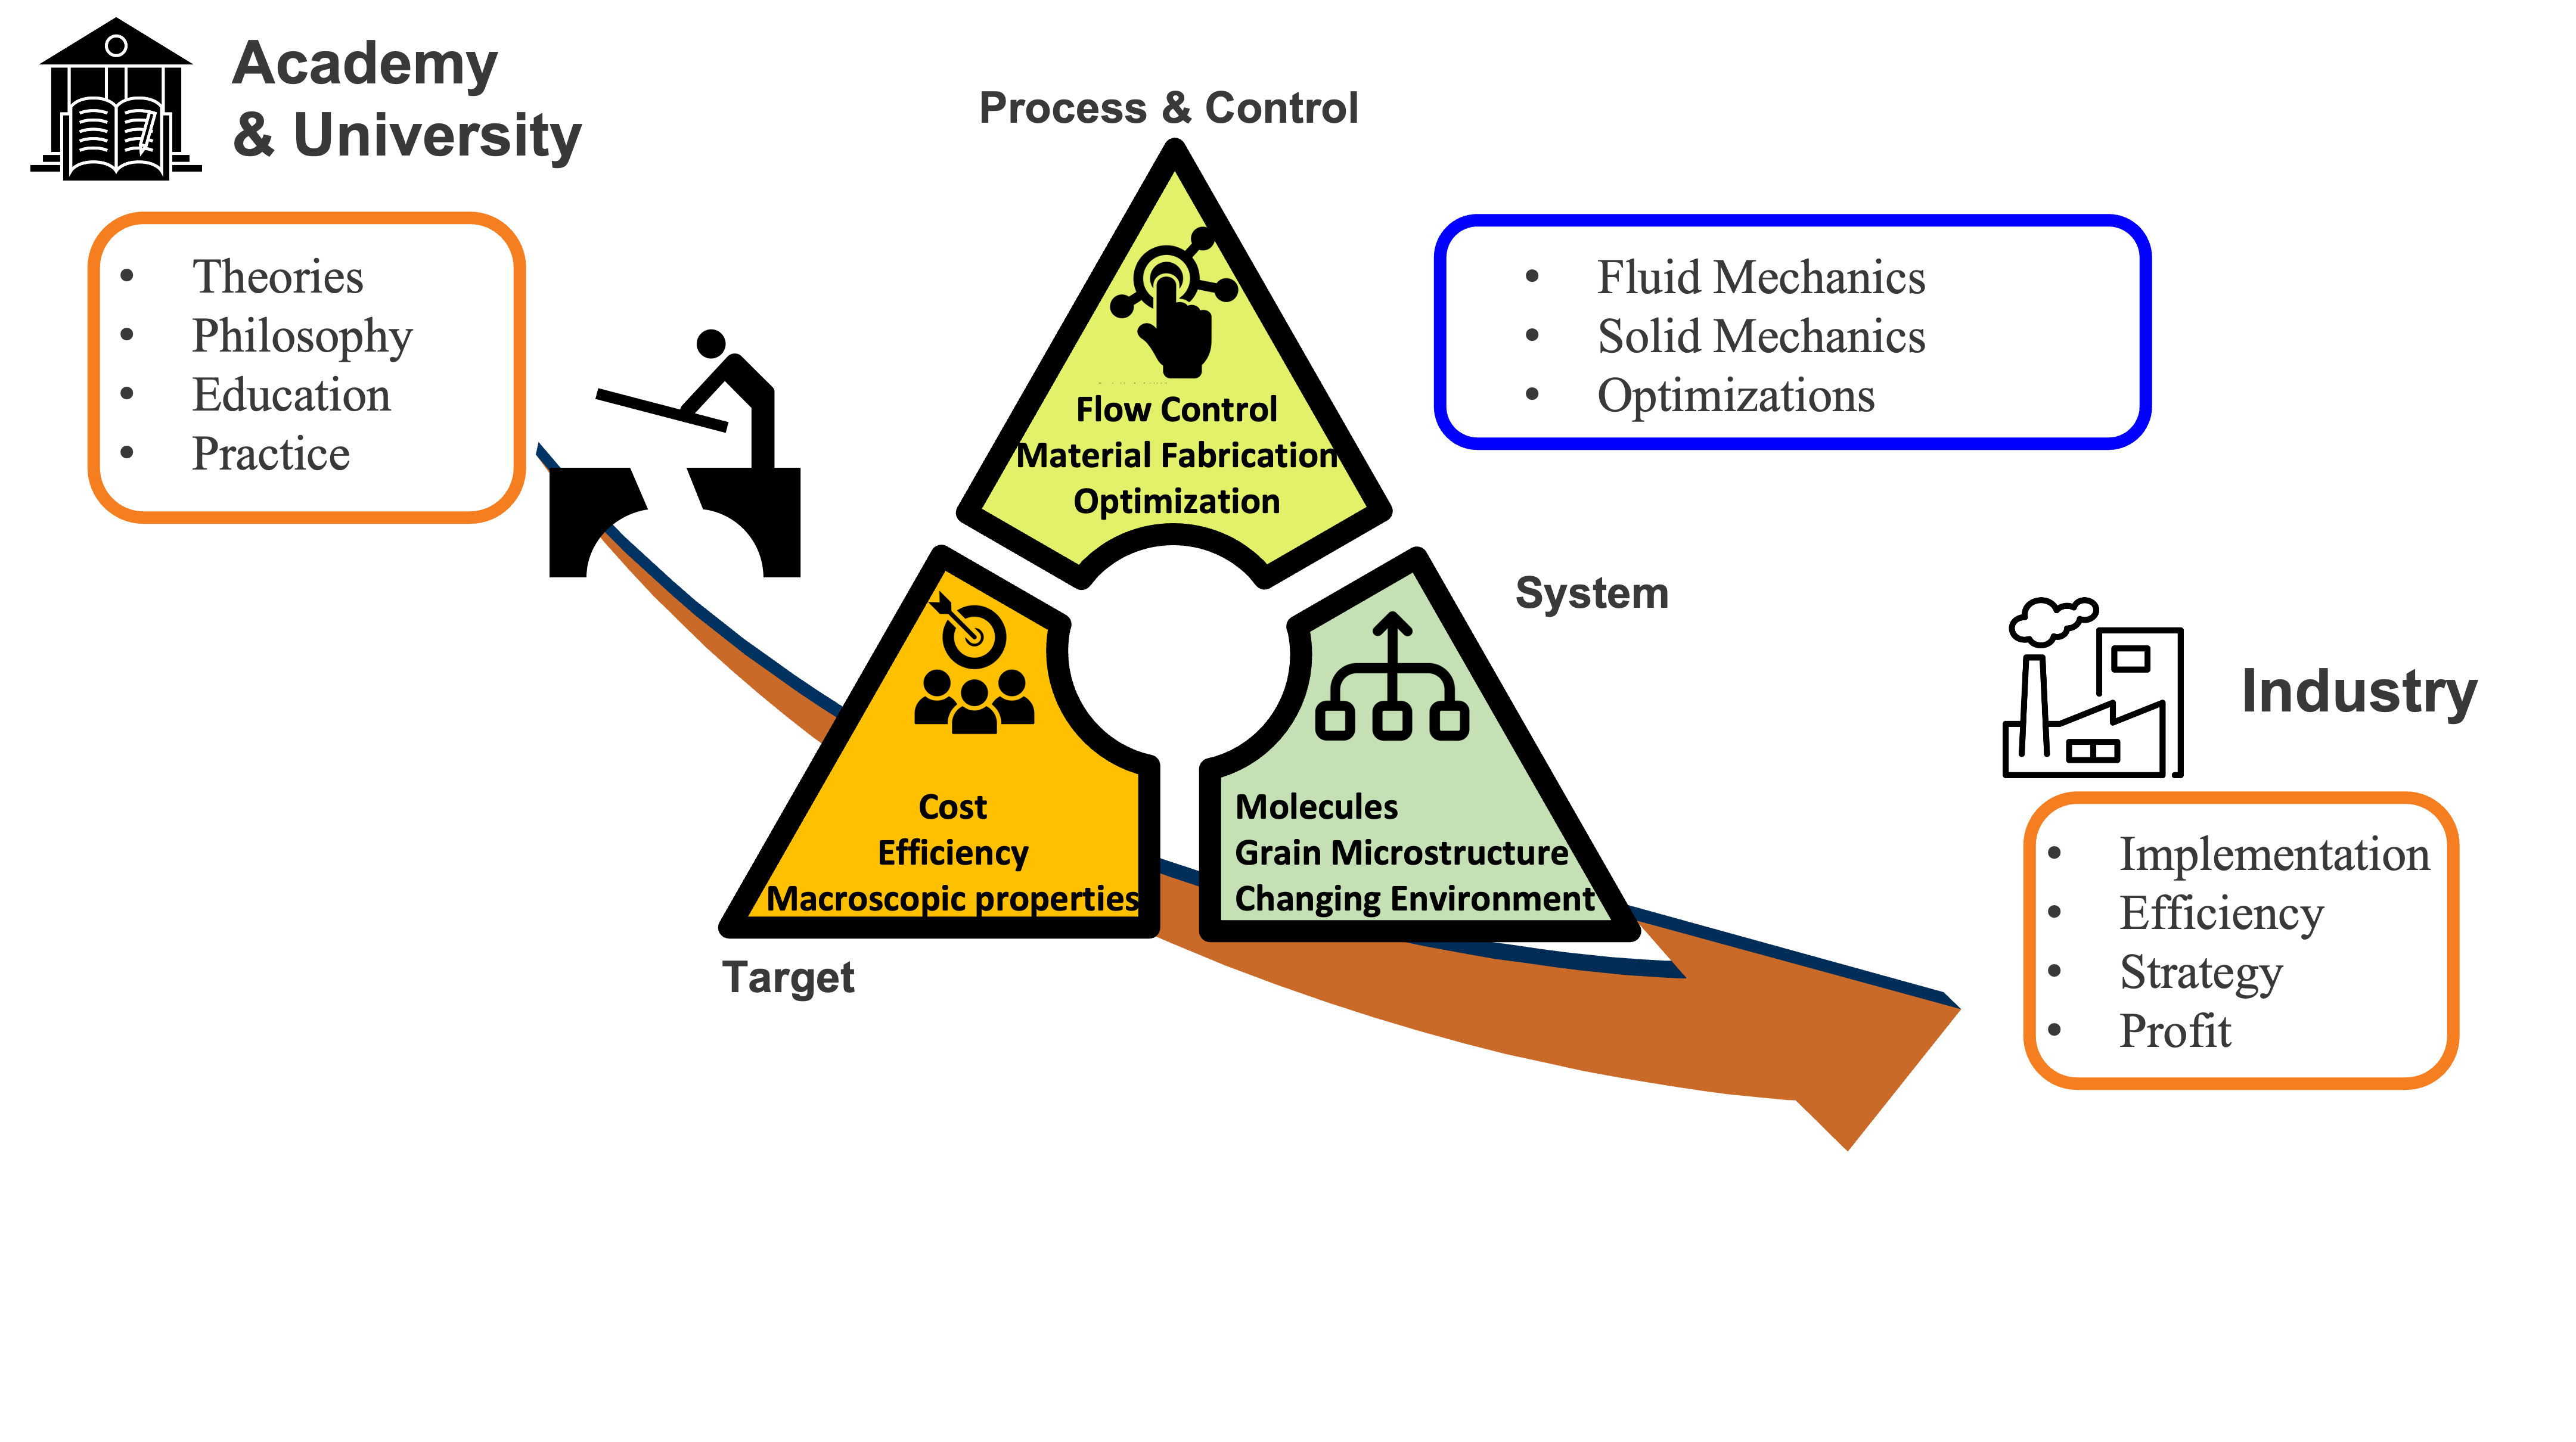 Academy
& University
• Theories
• Philosophy
• Education
• Practice
Process & Control
Flow Control
Material Fabrication
Optimization
• Fluid Mechanics
• Solid Mechanics
• Optimizations
Cost
Efficiency
Macroscopic properties
Target
System
Molecules
Grain Microstructure
Changing Environment
Industry
• Implementation
• Efficiency
• Strategy
• Profit